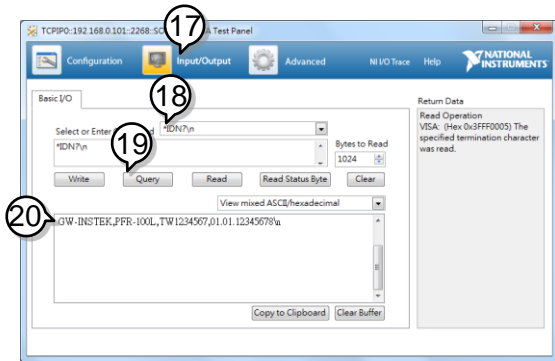 TCPIP0::192.168.0.101::2268::SO
A Test Panel
17
Configuration
Input/Output
Advanced
NI I/O Trace
Help
NATIONAL
INSTRUMENTS
Basic I/O
18
Select or Enter
d
*IDN?\n
*IDN?\n
19
Bytes to Read
1024
Write
Query
Read
Read Status Byte
Clear
View mixed ASCII/hexadecimal
20
GW-INSTEK,PFR-100L,TW1234567,01.01.12345678\n
Copy to Clipboard
Clear Buffer
Return Data
Read Operation
VISA: (Hex 0x3FFF0005) The
specified termination character
was read.